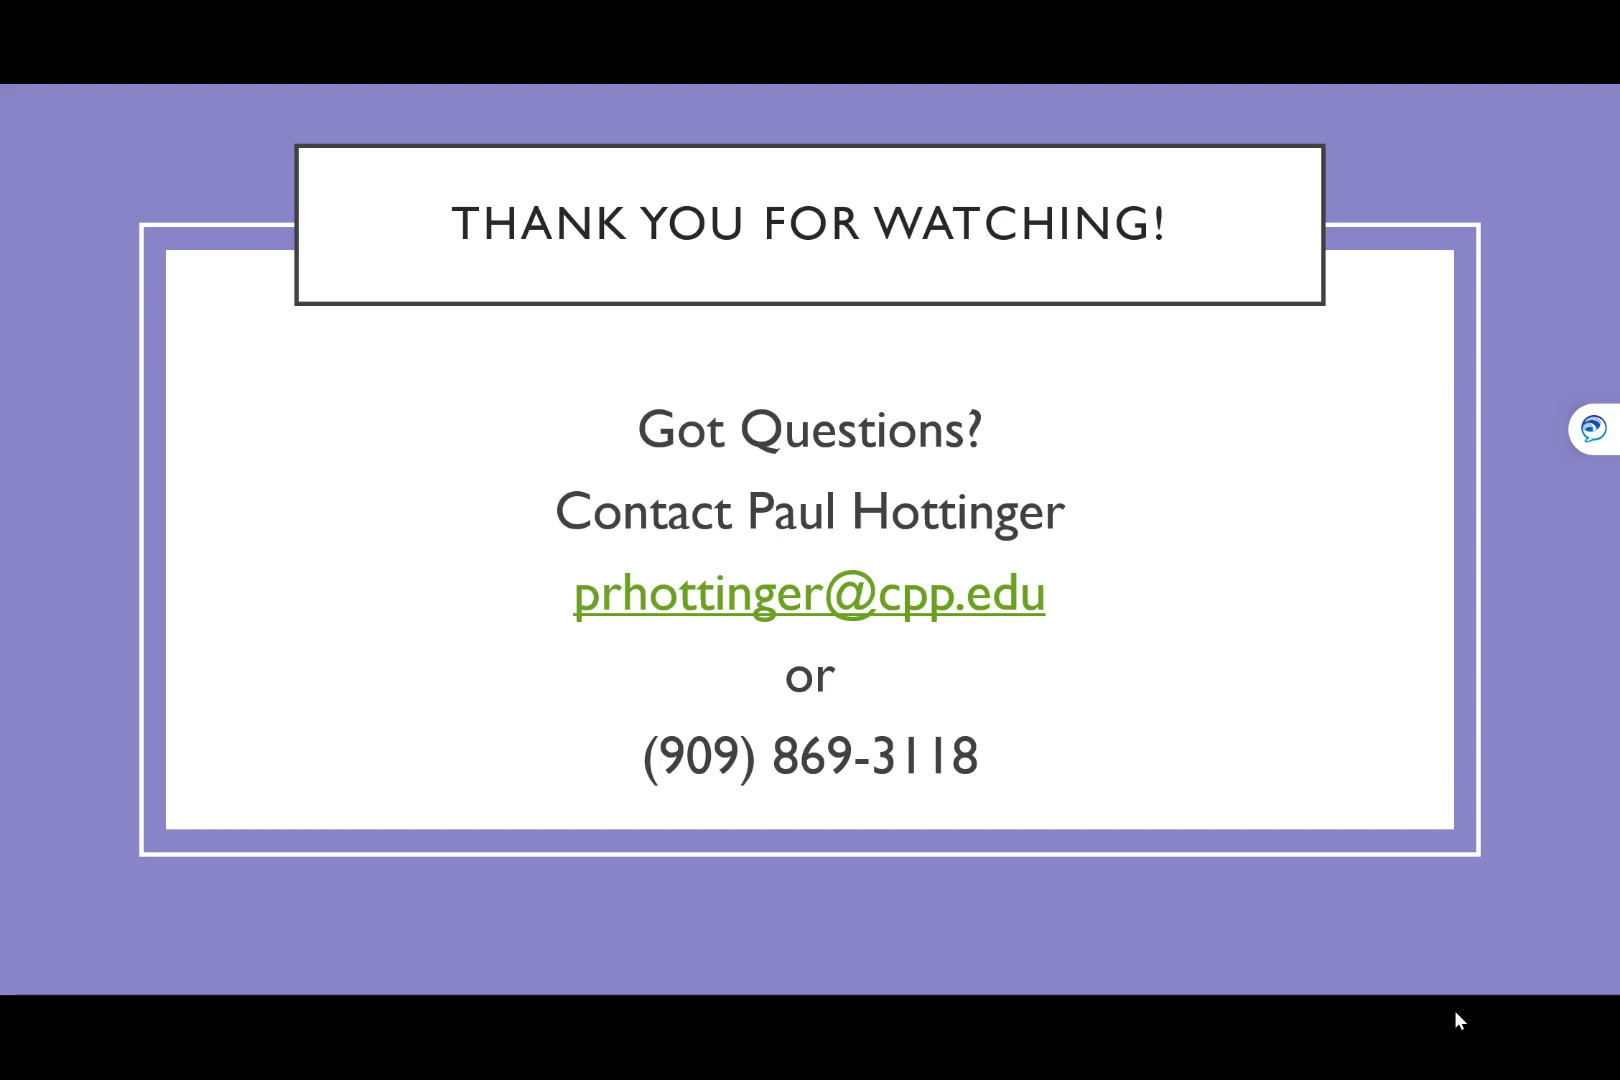 THANK YOU FOR WATCHING!
Got Questions?
Contact Paul Hottinger
prhottinger@cpp.edu
or
(909) 869-3118